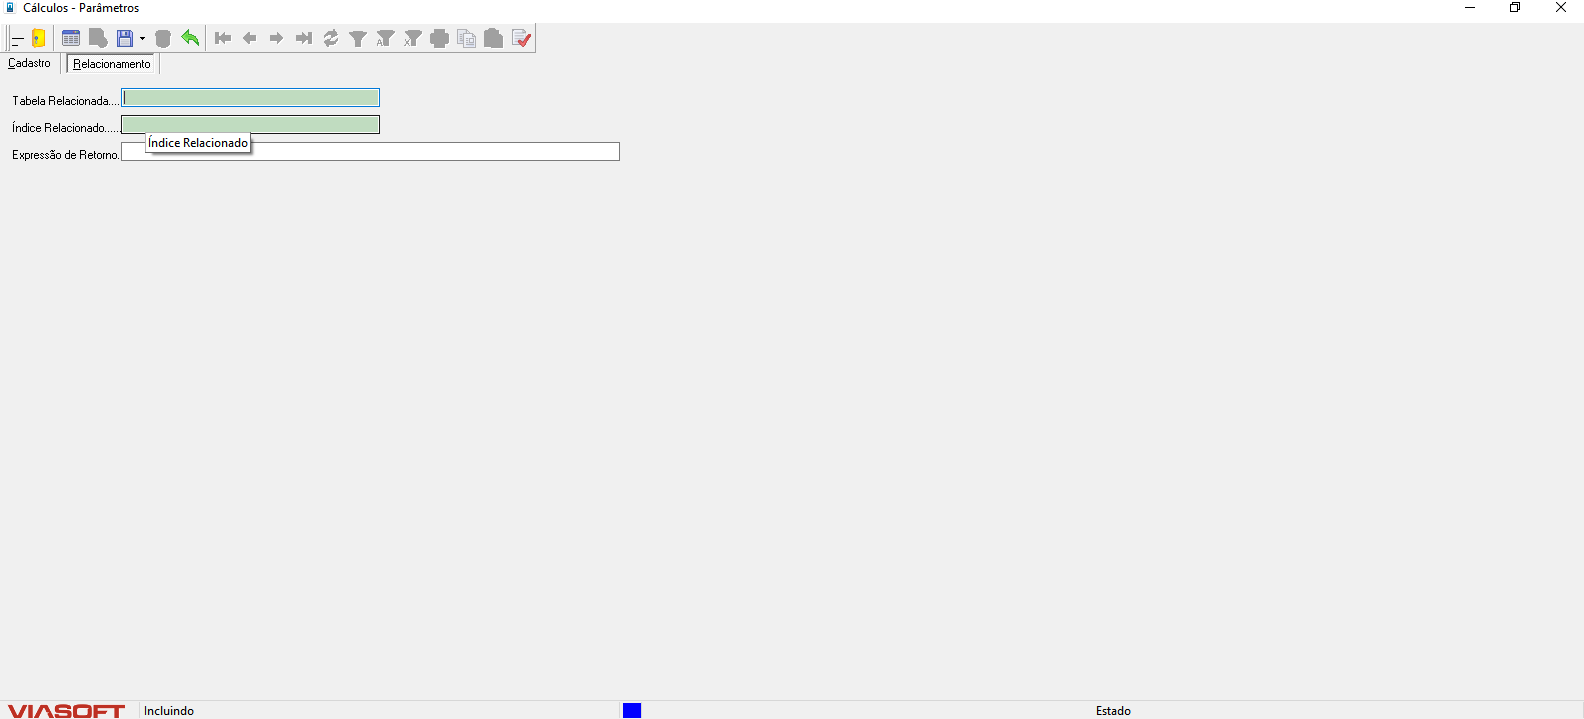 Cálculos - Parâmetros
Cadastro
Relacionamento
Tabela Relacionada....
Índice Relacionado......
Índice Relacionado
Expressão de Retorno.
VIASOFT
Incluindo
Estado